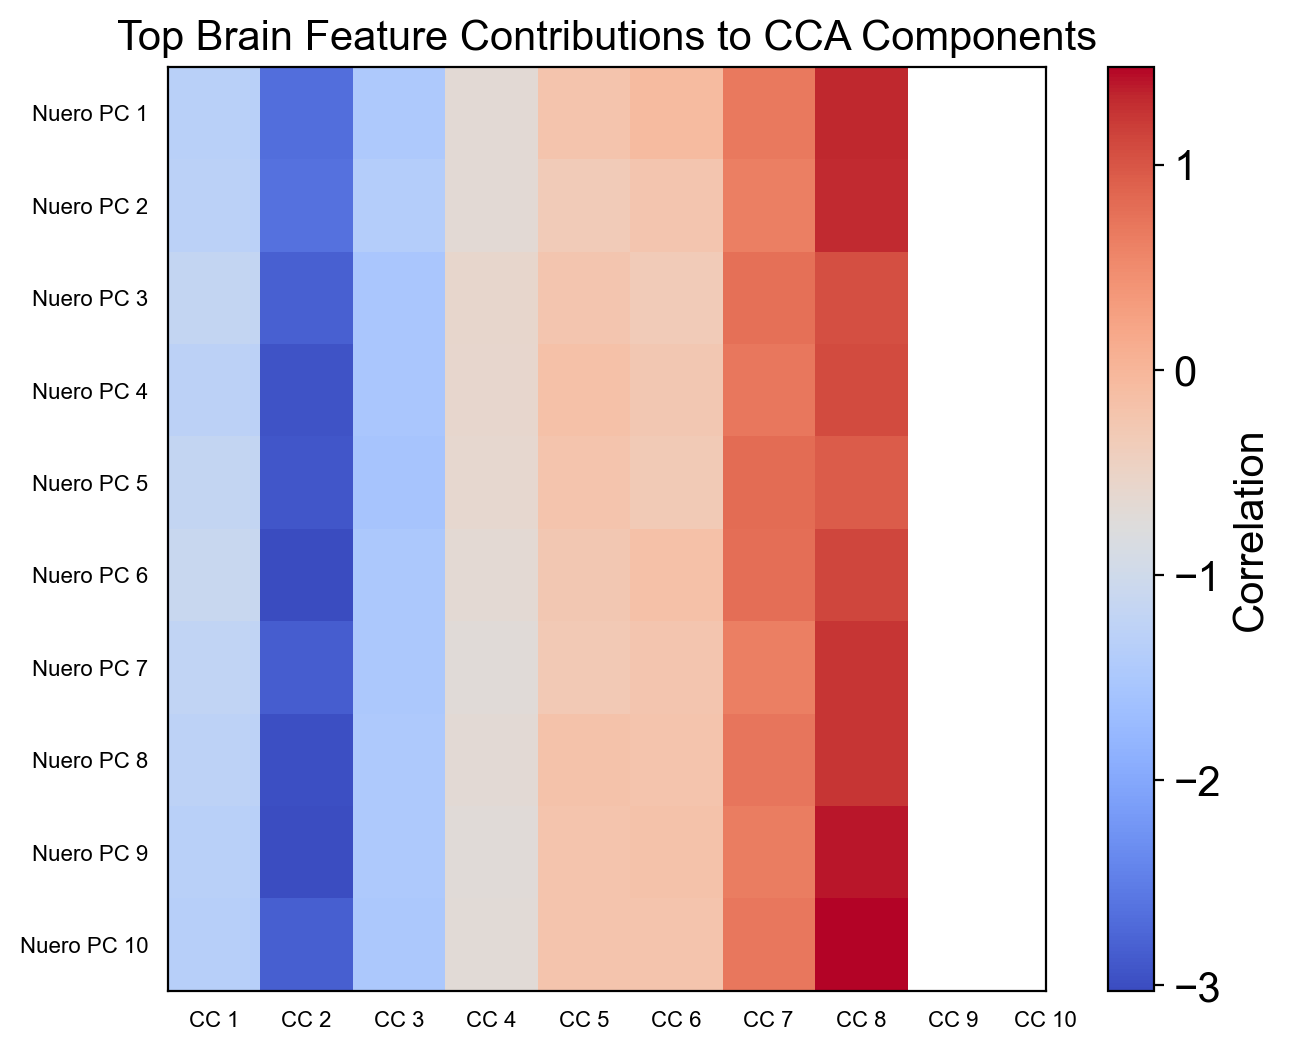 Top Brain Feature Contributions to CCA Components
Nuero PC 1
Nuero PC 2
Nuero PC 3
Nuero PC 4
Nuero PC 5
Nuero PC 6
Nuero PC 7
Nuero PC 8
Nuero PC 9
Nuero PC 10
CC 1 CC 2 CC 3 CC 4 CC 5 CC 6 CC 7 CC 8 CC 9 CC 10
1
0
−1
−2
−3
Correlation